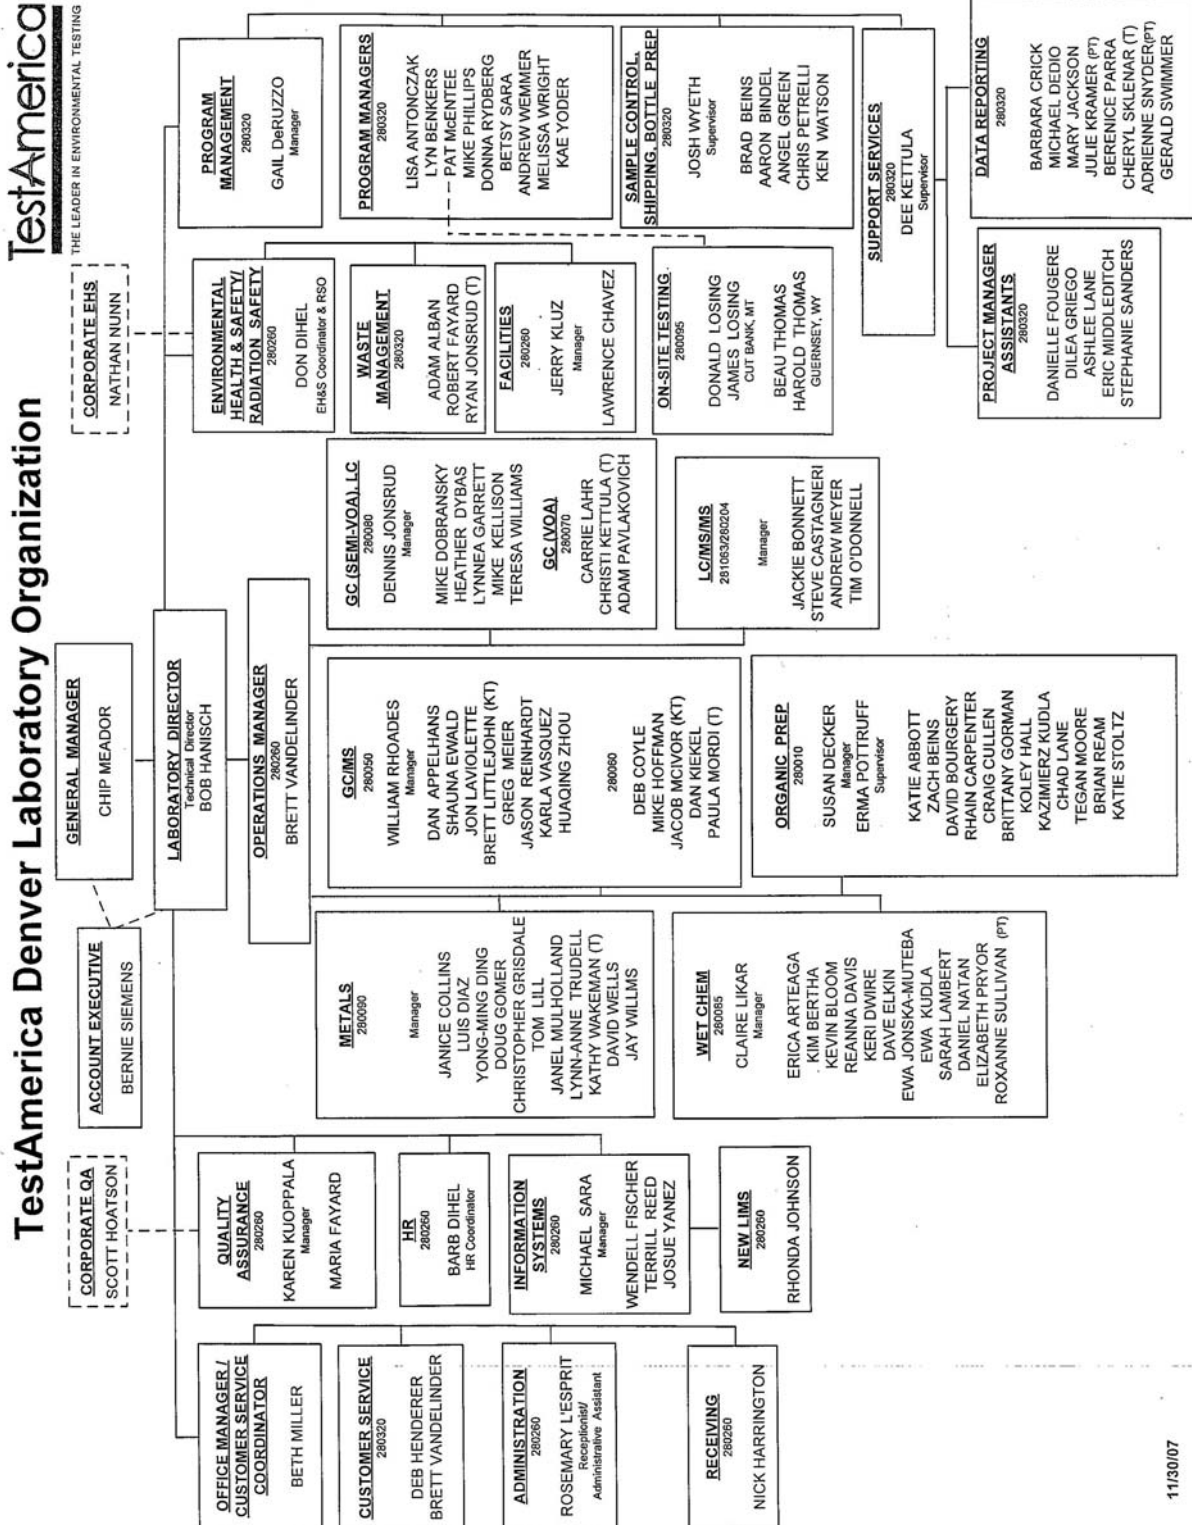 TestAmerica Denver Laboratory Organization
TestAmerica
THE LEADER IN ENVIRONMENTAL TESTING
GENERAL MANAGER
CHIP MEADOR
ACCOUNT EXECUTIVE
BERNIE SIEMENS
LABORATORY DIRECTOR
Technical Director
BOB HANISCH
OPERATIONS MANAGER
280260
BRETT VANDELINDER
CORPORATE QA
SCOTT HOATSON
CORPORATE EHS
NATHAN NUNN
OFFICE MANAGER /
CUSTOMER SERVICE
COORDINATOR
BETH MILLER
CUSTOMER SERVICE
280320
DEB HENDERER
BRETT VANDELINDER
ADMINISTRATION
280260
ROSEMARY L'ESPRIT
Receptionist/
Administrative Assistant
RECEIVING
280260
NICK HARRINGTON
QUALITY
ASSURANCE
280260
KAREN KUOPPALA
Manager
MARIA FAYARD
HR
280260
BARB DIHEL
HR Coordinator
INFORMATION
SYSTEMS
280260
MICHAEL SARA
Manager
WENDELL FISCHER
TERRILL REED
JOSUE YANEZ
NEW LIMS
280260
RHONDA JOHNSON
METALS
280090
Manager
JANICE COLLINS
LUIS DIAZ
YONG-MING DING
DOUG GOMER
CHRISTOPHER GRISDALE
TOM LILL
JANEL MULHOLLAND
LYNN-ANNE TRUDELL
KATHY WAKEMAN (T)
DAVID WELLS
JAY WILLMS
WET CHEM
280085
CLAIRE LIKAR
Manager
ERICA ARTEAGA
KIM BERTHA
KEVIN BLOOM
REANNA DAVIS
KERI DWIRE
DAVE ELKIN
EWA JONSKA-MUTEBA
EWA KUDLA
SARAH LAMBERT
DANIEL NATAN
ELIZABETH PRYOR
ROXANNE SULLIVAN (PT)
GC/MS
280050
WILLIAM RHOADES
Manager
DAN APPELHANS
SHAUNA EWALD
JON LAVIOLETTE
BRETT LITTLEJOHN (KT)
GREG MEIER
JASON REINHARDT
KARLA VASQUEZ
HUAQING ZHOU
280060
DEB COYLE
MIKE HOFFMAN
JACOB MCIVOR (KT)
DAN KIEKEL
PAULA MORDI (T)
ORGANIC PREP
280010
SUSAN DECKER
Manager
ERMA POTTRUFF
Supervisor
KATIE ABBOTT
ZACH BEINS
DAVID BOURGERY
RHAIN CARPENTER
CRAIG CULLEN
BRITTANY GORMAN
KOLEY HALL
KAZIMIERZ KUDLA
CHAD LANE
TEGAN MOORE
BRIAN REAM
KATIE STOLTZ
GC (SEMI-VOA), LC
280080
DENNIS JONSRUD
Manager
MIKE DOBRANSKY
HEATHER DYBAS
LYNNEA GARRETT
MIKE KELLISON
TERESA WILLIAMS
GC (VOA)
280070
CARRIE LAHR
CHRISTI KETTULA (T)
ADAM PAVLAKOVICH
LC/MS/MS
281063/280204
Manager
JACKIE BONNETT
STEVE CASTAGNERI
ANDREW MEYER
TIM O'DONNELL
ENVIRONMENTAL
HEALTH & SAFETY/
RADIATION SAFETY
280260
DON DIHEL
EH&S Coordinator & RSO
WASTE
MANAGEMENT
280320
ADAM ALBAN
ROBERT FAYARD
RYAN JONSRUD (T)
FACILITIES
280260
JERRY KLUZ
Manager
LAWRENCE CHAVEZ
ON-SITE TESTING
280095
DONALD LOSING
JAMES LOSING
CUT BANK, MT
BEAU THOMAS
HAROLD THOMAS
GUERNSEY, WY
PROGRAM
MANAGEMENT
280320
GAIL DeRUZZO
Manager
PROGRAM MANAGERS
280320
LISA ANTONCZAK
LYN BENKERS
PAT McENTEE
MIKE PHILLIPS
DONNA RYDBERG
BETSY SARA
ANDREW WEMMER
MELISSA WRIGHT
KAE YODER
SAMPLE CONTROL,
SHIPPING, BOTTLE PREP
280320
JOSH WYETH
Supervisor
BRAD BEINS
AARON BINDEL
ANGEL GREEN
CHRIS PETRELLI
KEN WATSON
SUPPORT SERVICES
280320
DEE KETTULA
Supervisor
PROJECT MANAGER
ASSISTANTS
280320
DANIELLE FOUGERE
DILEA GRIEGO
ASHLEE LANE
ERIC MIDDLEDITCH
STEPHANIE SANDERS
DATA REPORTING
280320
BARBARA CRICK
MICHAEL DEDIO
MARY JACKSON
JULIE KRAMER (PT)
BERENICE PARRA
CHERYL SKLENAR (T)
ADRIENNE SNYDER(PT)
GERALD SWIMMER
11/30/07